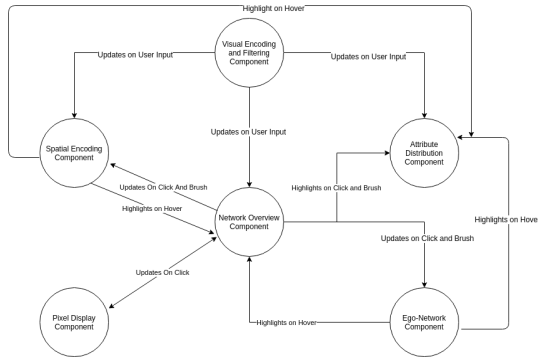 Highlight on Hover
Visual Encoding
and Filtering
Component
Updates on User Input
Updates on User Input
Updates on User Input
Spatial Encoding
Component
Attribute
Distribution
Component
Updates On Click And Brush
Highlights on Click and Brush
Highlights on Hover
Network Overview
Component
Highlights on Hove
Updates on Click and Brush
Updates On Click
Pixel Display
Component
Highlights on Hover
Ego-Network
Component